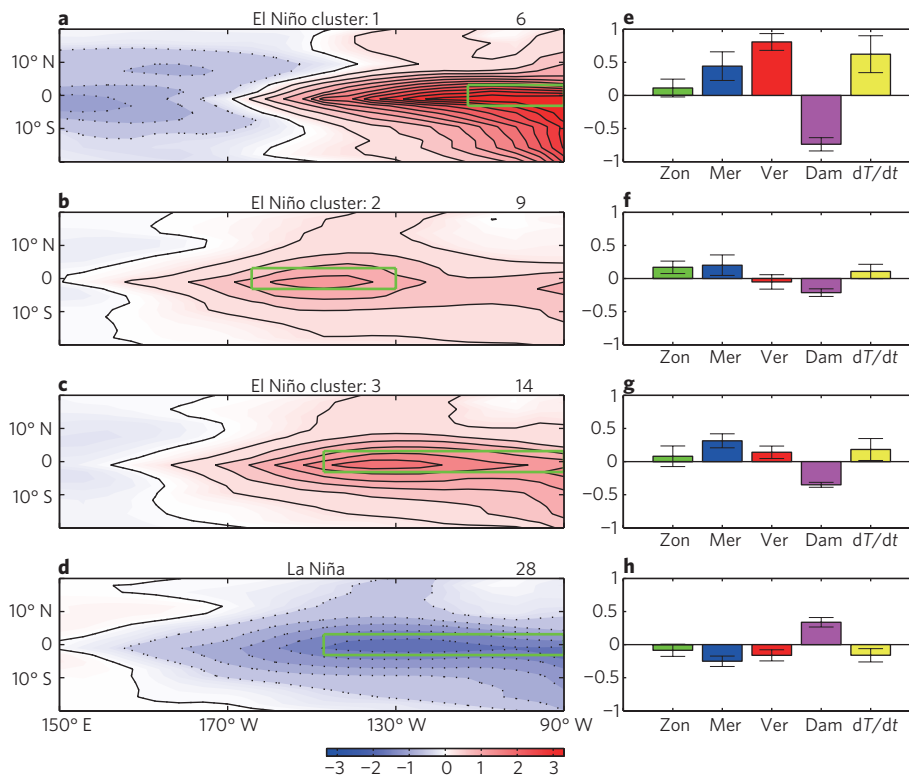 a El Niño cluster: 1 6
10° N
0
10° S
e
1
0.5
0
−0.5
−1
Zon Mer Ver Dam dT/dt
b El Niño cluster: 2 9
10° N
0
10° S
f
1
0.5
0
−0.5
−1
Zon Mer Ver Dam dT/dt
c El Niño cluster: 3 14
10° N
0
10° S
g
1
0.5
0
−0.5
−1
Zon Mer Ver Dam dT/dt
d La Niña 28
10° N
0
10° S
150° E 170° W 130° W 90° W
h
1
0.5
0
−0.5
−1
Zon Mer Ver Dam dT/dt
−3 −2 −1 0 1 2 3